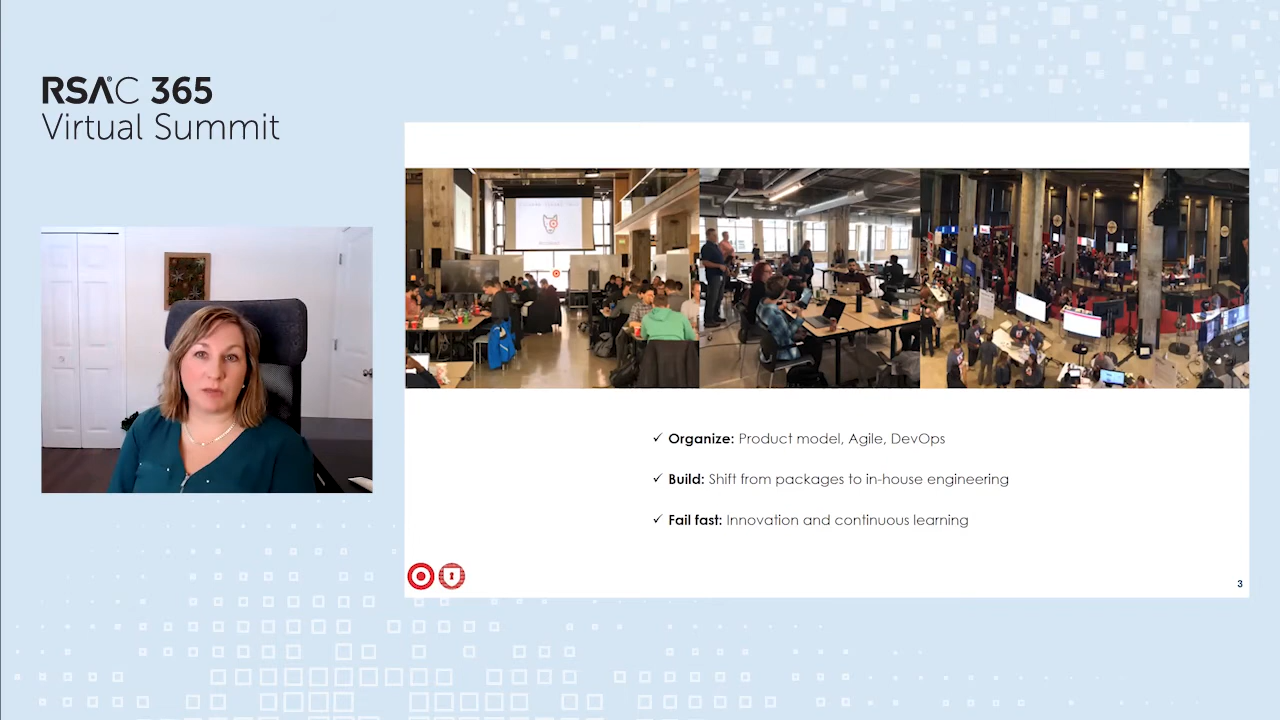 RSAC 365
Virtual Summit
✓ Organize: Product model, Agile, DevOps
✓ Build: Shift from packages to in-house engineering
✓ Fail fast: Innovation and continuous learning
3